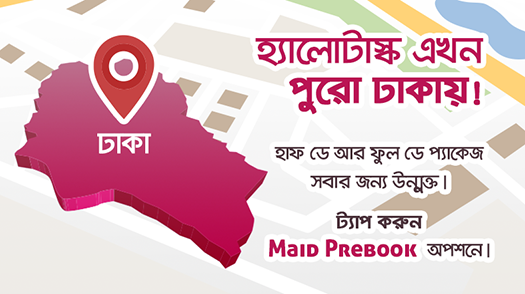 ঢাকা
হ্যালোটাস্ক এখন
পুরো ঢাকায়!
হাফ ডে আর ফুল ডে প্যাকেজ
সবার জন্য উন্মুক্ত।
ট্যাপ করুন
MAID PREBOOK অপশনে।